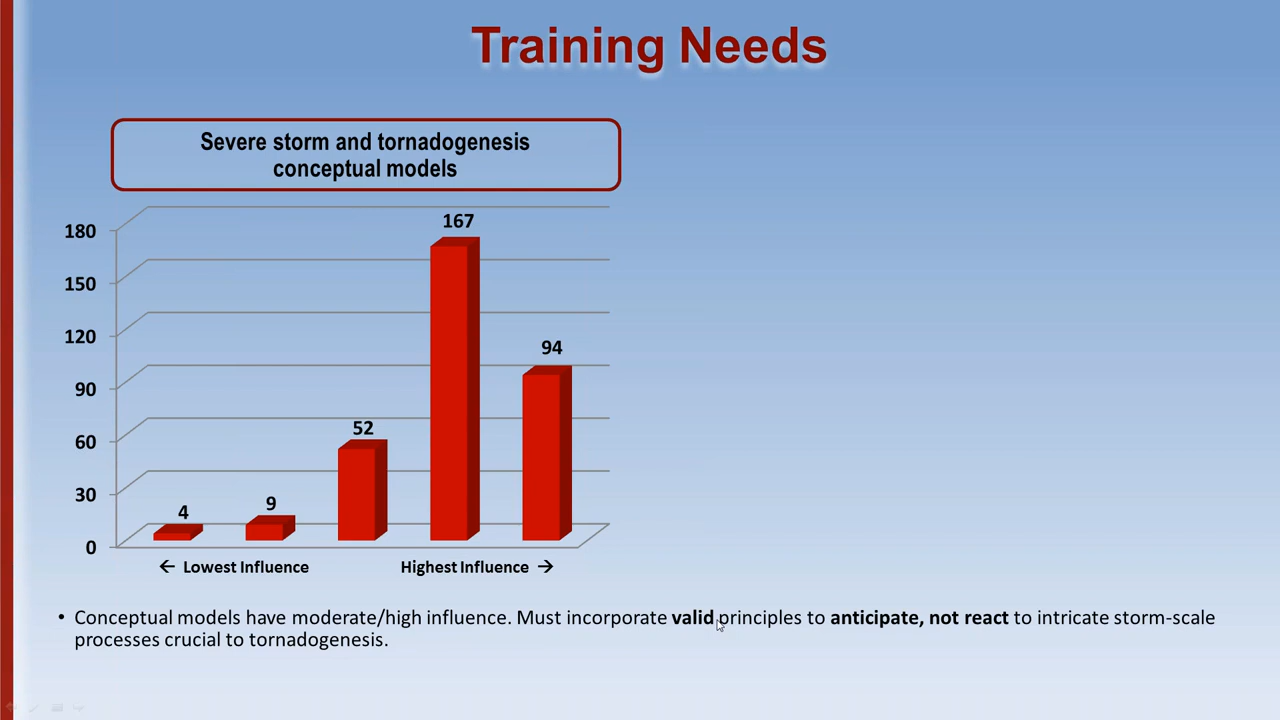 Training Needs
Severe storm and tornadogenesis
conceptual models
180
150
120
90
60
30
0
4
9
52
167
94
← Lowest Influence
Highest Influence →
• Conceptual models have moderate/high influence. Must incorporate valid principles to anticipate, not react to intricate storm-scale
processes crucial to tornadogenesis.